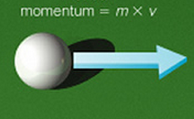 momentum = m × v